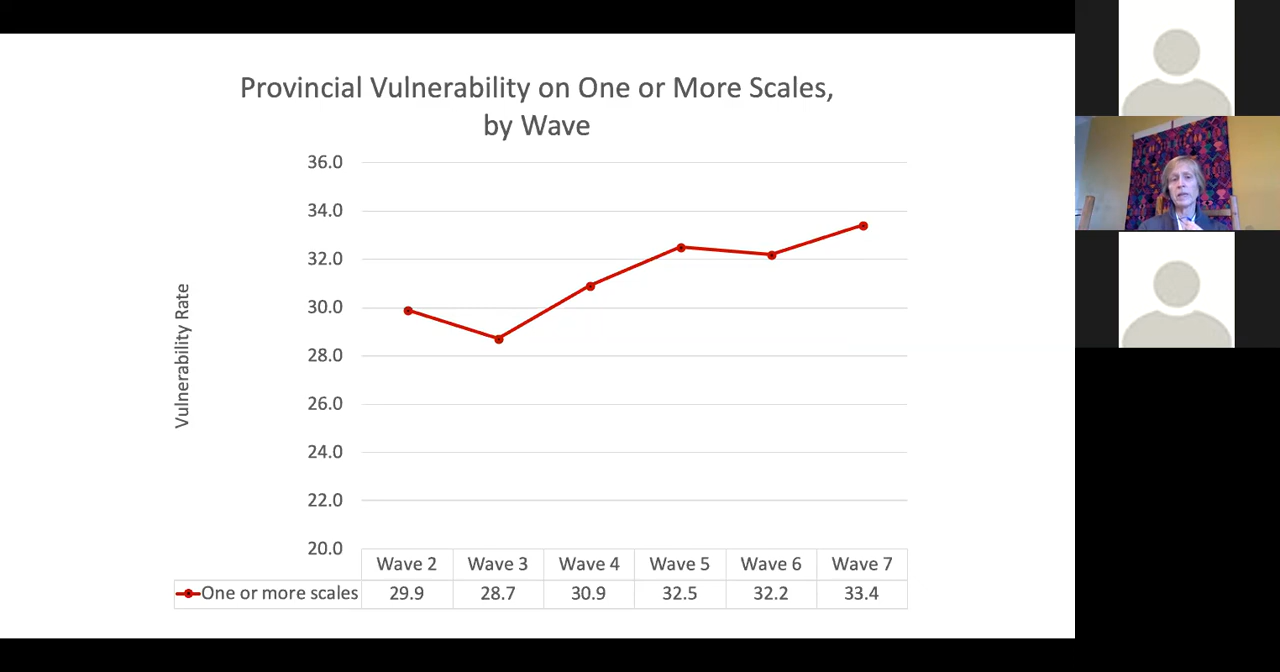 Provincial Vulnerability on One or More Scales,
by Wave
36.0
34.0
32.0
30.0
28.0
26.0
24.0
22.0
20.0
Vulnerability Rate
Wave 2 Wave 3 Wave 4 Wave 5 Wave 6 Wave 7
One or more scales 29.9 28.7 30.9 32.5 32.2 33.4